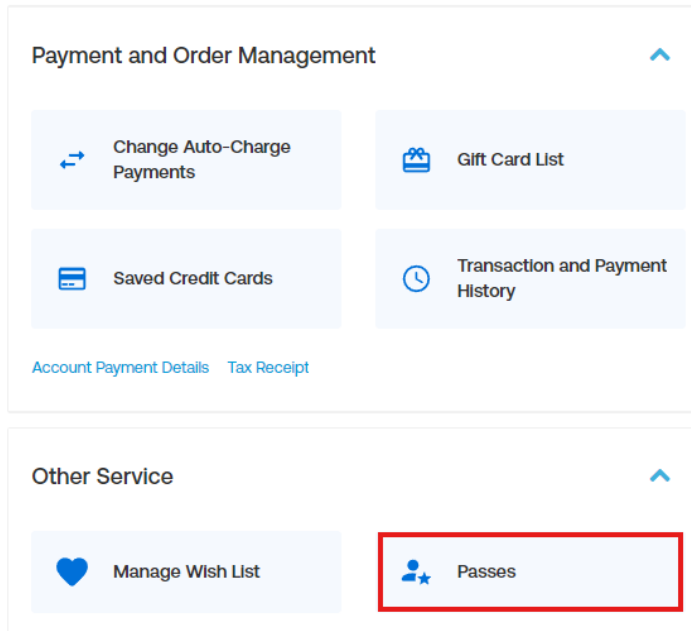 Payment and Order Management
Change Auto-Charge
Payments
Gift Card List
Saved Credit Cards
Transaction and Payment
History
Account Payment Details Tax Receipt
Other Service
Manage Wish List
Passes